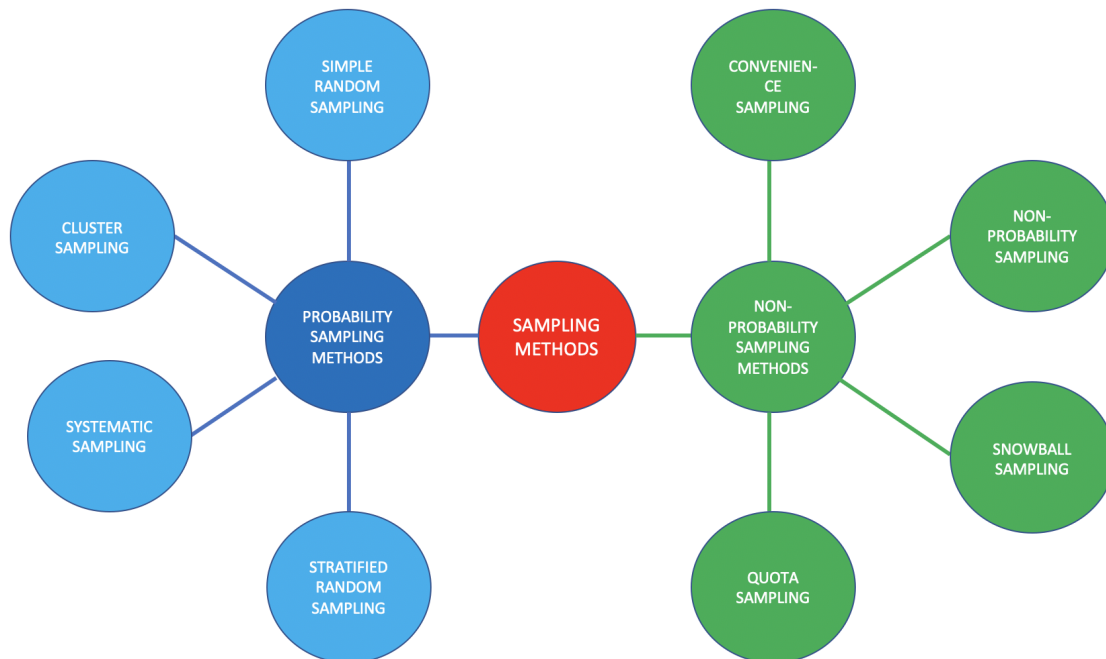 SIMPLE
RANDOM
SAMPLING
CONVENIEN-
CE
SAMPLING
CLUSTER
SAMPLING
NON-
PROBABILITY
SAMPLING
PROBABILITY
SAMPLING
METHODS
SAMPLING
METHODS
NON-
PROBABILITY
SAMPLING
METHODS
SYSTEMATIC
SAMPLING
SNOWBALL
SAMPLING
STRATIFIED
RANDOM
SAMPLING
QUOTA
SAMPLING